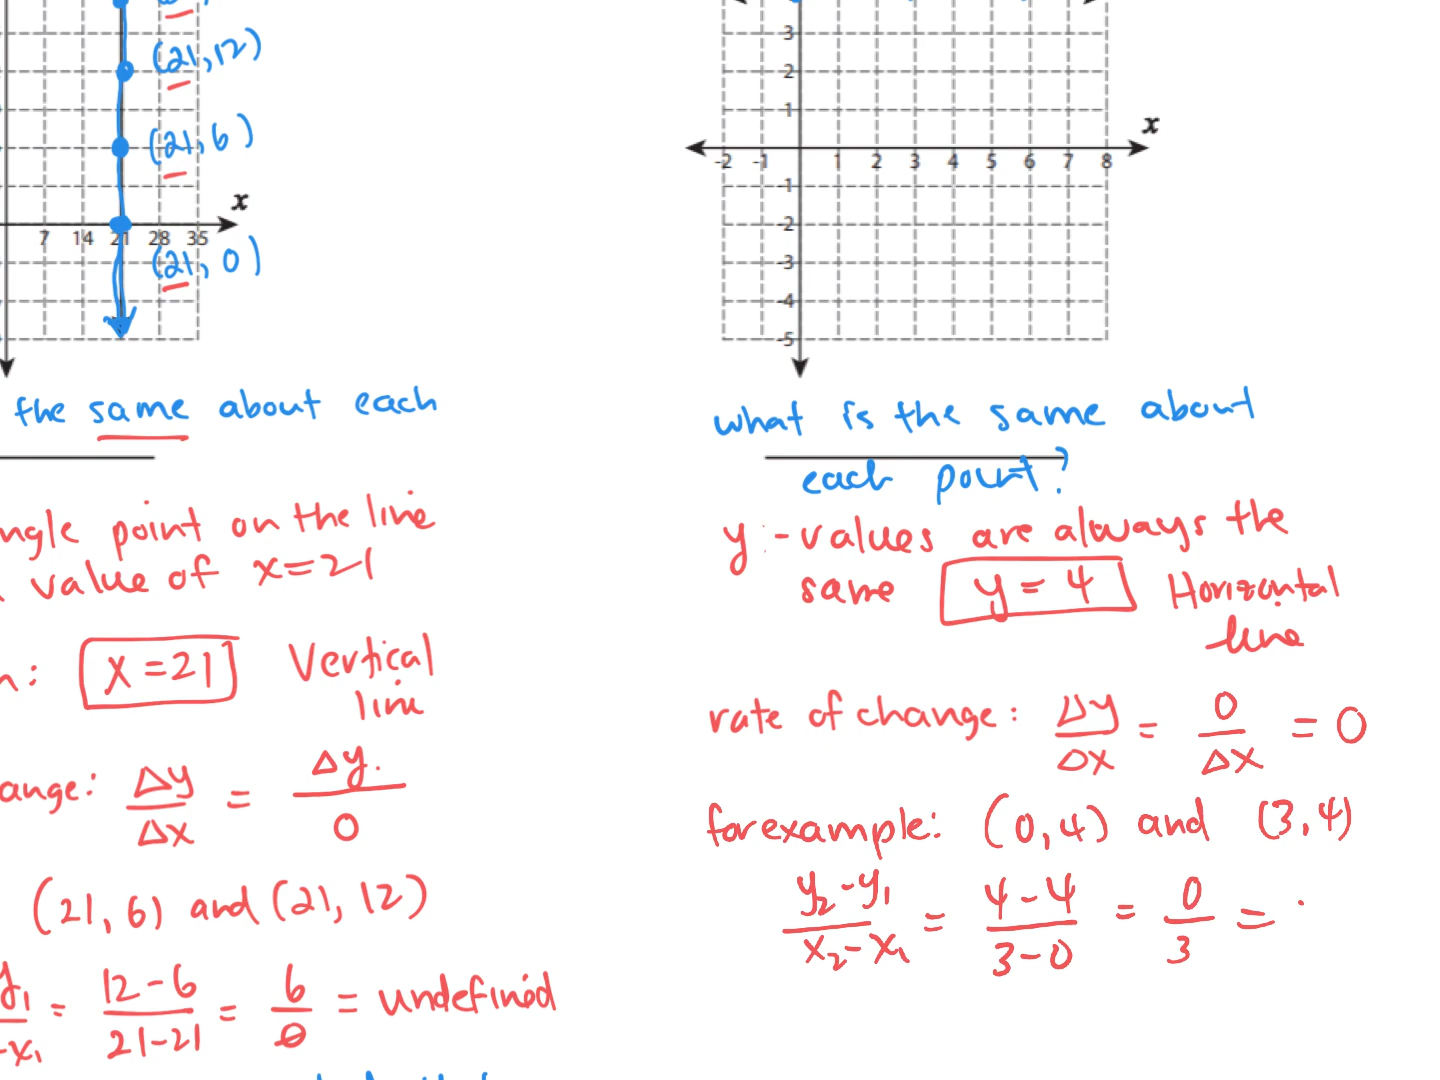 (21,12)
(21,6)
x
7 14 21 28 35
(21,0)
the same about each
ngle point on the line
value of x=21
n: x=21 Vertical
line
ange: Δy/Δx = Δy/0
(21,6) and (21,12)
y₁/-x₁ = 12-6/21-21 = 6/0 = undefined
3
2
1
x
-2 -1 1 2 3 4 5 6 7 8
-1
-2
-3
-4
-5
what is the same about
each point?
y-values are always the
same y=4 Horizontal
line
rate of change: Δy/Δx = 0/Δx = 0
for example: (0,4) and (3,4)
y₂-y₁/x₂-x₁ = 4-4/3-0 = 0/3 =